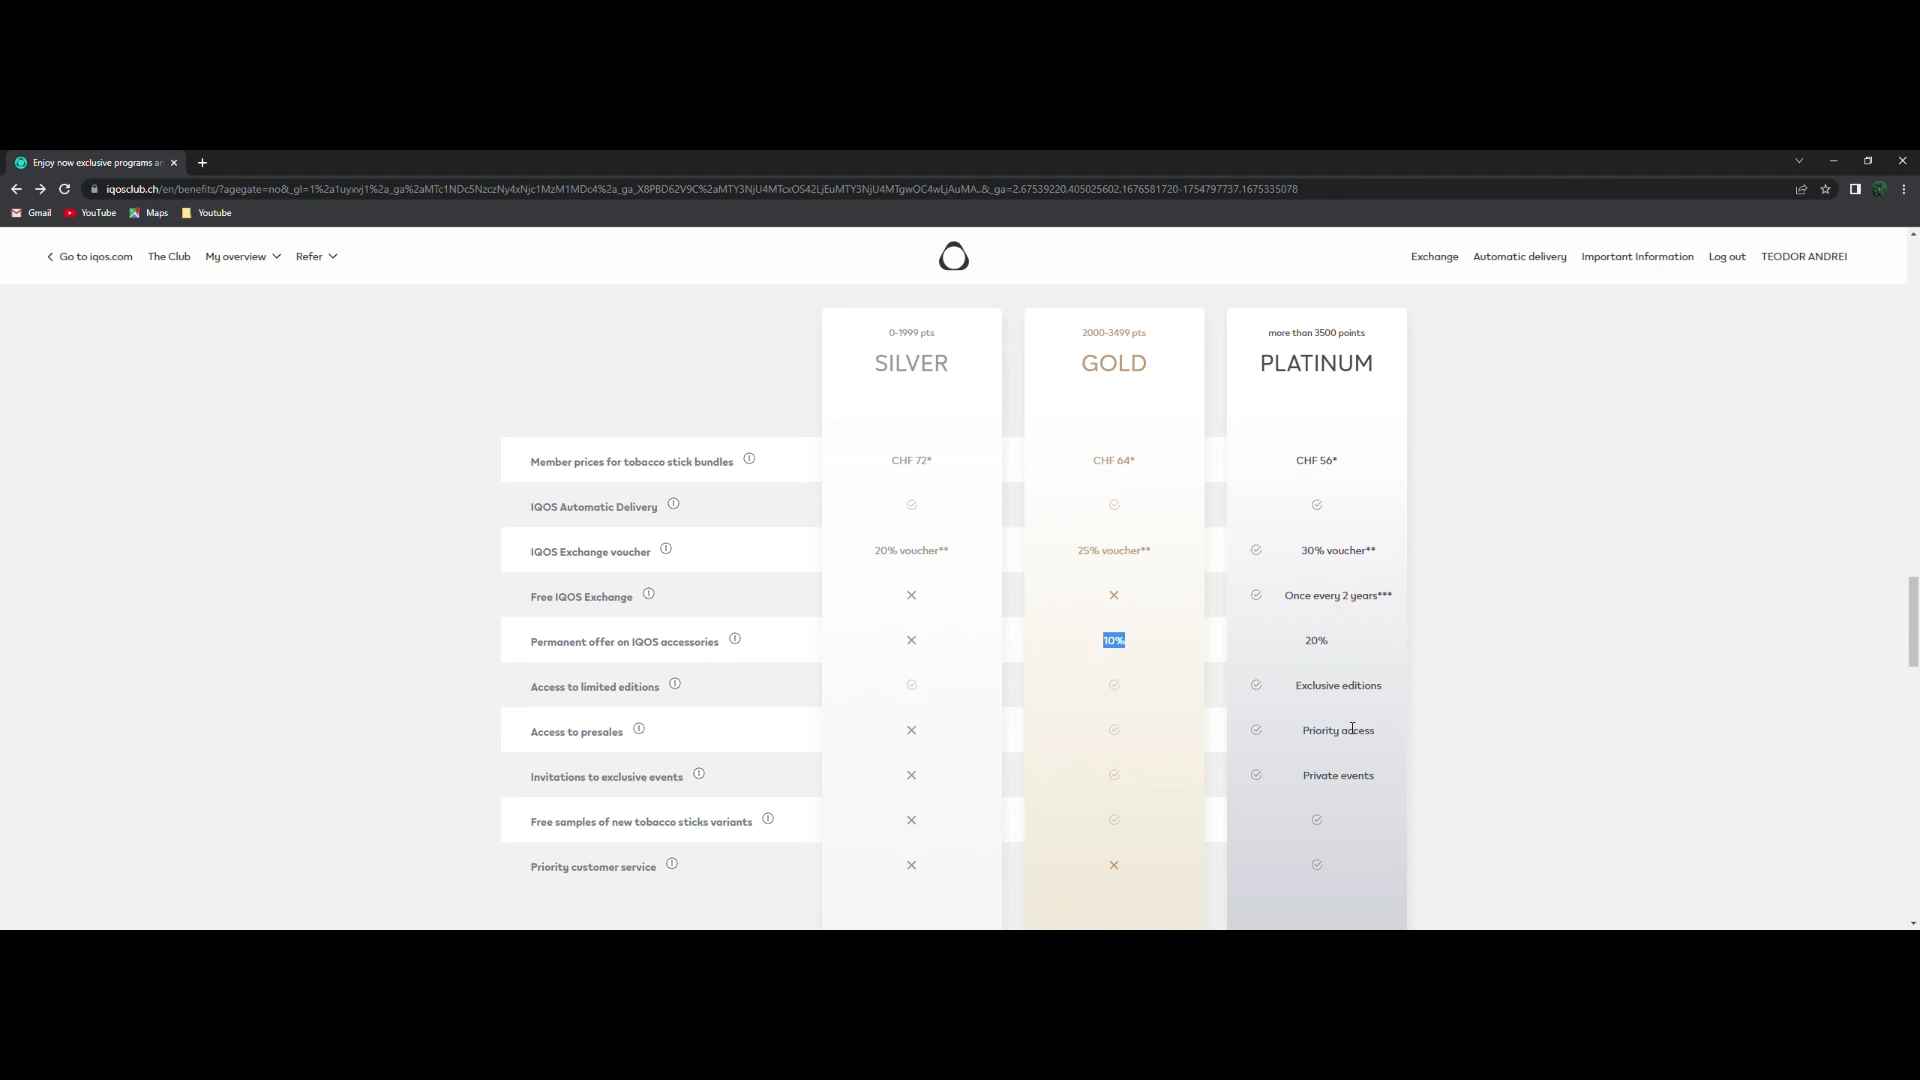 Enjoy now exclusive programs an
iqosclub.ch/en/benefits/?agegate=no&_gl=1%2a1uyxvj1%2a_ga%2aMTc1NDc5NzczNy4xNjc1MzM1MDc4%2a_ga_X8PBD62V9C%2aMTY3NjU4MTcxOS42LjEuMTY3NjU4MTgwOC4wLjAuMA..&_ga=2.67539220.405025602.1676581720-1754797737.1675335078
Gmail YouTube Maps Youtube
Go to iqos.com The Club My overview Refer Exchange Automatic delivery Important Information Log out TEODOR ANDREI
0-1999 pts 2000-3499 pts more than 3500 points
SILVER GOLD PLATINUM
Member prices for tobacco stick bundles CHF 72* CHF 64* CHF 56*
IQOS Automatic Delivery
IQOS Exchange voucher 20% voucher** 25% voucher** 30% voucher**
Free IQOS Exchange Once every 2 years***
Permanent offer on IQOS accessories 10% 20%
Access to limited editions Exclusive editions
Access to presales Priority access
Invitations to exclusive events Private events
Free samples of new tobacco sticks variants
Priority customer service